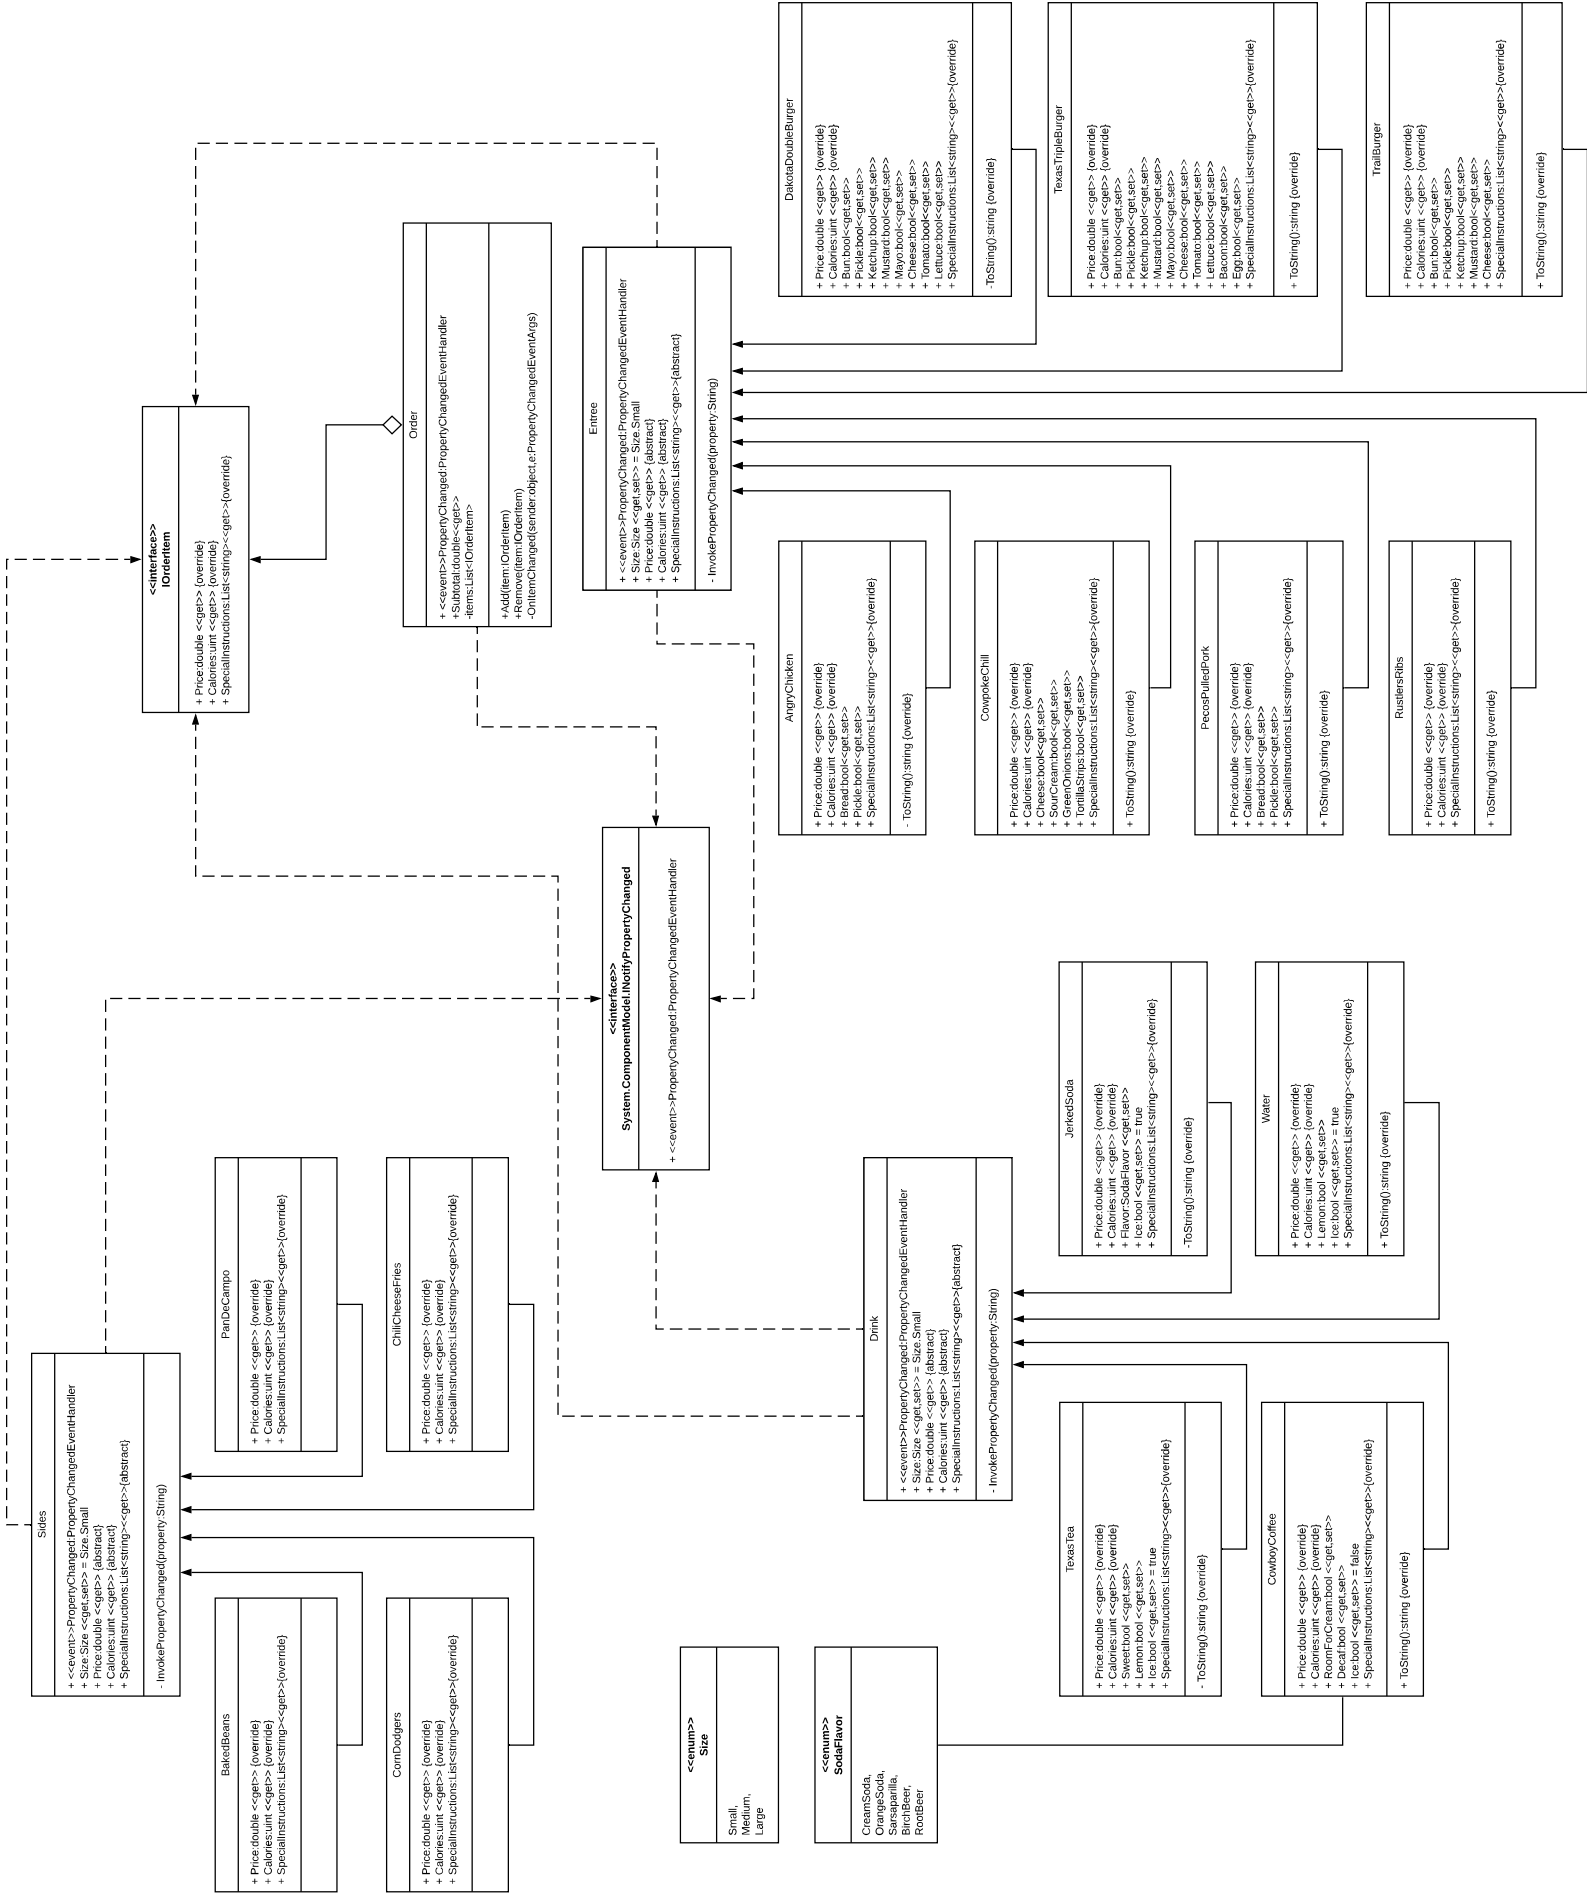 Sides
+ <<event>>PropertyChanged:PropertyChangedEventHandler
+ Size:Size <<get,set>> = Size.Small
+ Price:double <<get>> {abstract}
+ Calories:uint <<get>> {abstract}
+ SpecialInstructions:List<string><<get>>{abstract}
- InvokePropertyChanged(property:String)
<<interface>>
IOrderItem
+ Price:double <<get>> {override}
+ Calories:uint <<get>> {override}
+ SpecialInstructions:List<string><<get>>{override}
BakedBeans
+ Price:double <<get>> {override}
+ Calories:uint <<get>> {override}
+ SpecialInstructions:List<string><<get>>{override}
PanDeCampo
+ Price:double <<get>> {override}
+ Calories:uint <<get>> {override}
+ SpecialInstructions:List<string><<get>>{override}
CornDodgers
+ Price:double <<get>> {override}
+ Calories:uint <<get>> {override}
+ SpecialInstructions:List<string><<get>>{override}
ChiliCheeseFries
+ Price:double <<get>> {override}
+ Calories:uint <<get>> {override}
+ SpecialInstructions:List<string><<get>>{override}
Order
+ <<event>>PropertyChanged:PropertyChangedEventHandler
+Subtotal:double<<get>>
-items:List<IOrderItem>
+Add(item:IOrderItem)
+Remove(item:IOrderItem)
-OnItemChanged(sender:object,e:PropertyChangedEventArgs)
Entree
+ <<event>>PropertyChanged:PropertyChangedEventHandler
+ Size:Size <<get,set>> = Size.Small
+ Price:double <<get>> {abstract}
+ Calories:uint <<get>> {abstract}
+ SpecialInstructions:List<string><<get>>{abstract}
- InvokePropertyChanged(property:String)
<<interface>>
System.ComponentModel.INotifyPropertyChanged
+ <<event>>PropertyChanged:PropertyChangedEventHandler
<<enum>>
Size
Small,
Medium,
Large
AngryChicken
+ Price:double <<get>> {override}
+ Calories:uint <<get>> {override}
+ Bread:bool<<get,set>>
+ Pickle:bool<<get,set>>
+ SpecialInstructions:List<string><<get>>{override}
- ToString():string {override}
DakotaDoubleBurger
+ Price:double <<get>> {override}
+ Calories:uint <<get>> {override}
+ Bun:bool<<get,set>>
+ Pickle:bool<<get,set>>
+ Ketchup:bool<<get,set>>
+ Mustard:bool<<get,set>>
+ Mayo:bool<<get,set>>
+ Cheese:bool<<get,set>>
+ Tomato:bool<<get,set>>
+ Lettuce:bool<<get,set>>
+ SpecialInstructions:List<string><<get>>{override}
-ToString():string {override}
<<enum>>
SodaFlavor
CreamSoda,
OrangeSoda,
Sarsaparilla,
BirchBeer,
RootBeer
Drink
+ <<event>>PropertyChanged:PropertyChangedEventHandler
+ Size:Size <<get,set>> = Size.Small
+ Price:double <<get>> {abstract}
+ Calories:uint <<get>> {abstract}
+ SpecialInstructions:List<string><<get>>{abstract}
- InvokePropertyChanged(property:String)
CowpokeChill
+ Price:double <<get>> {override}
+ Calories:uint <<get>> {override}
+ Cheese:bool<<get,set>>
+ SourCream:bool<<get,set>>
+ GreenOnions:bool<<get,set>>
+ TortillaStrips:bool<<get,set>>
+ SpecialInstructions:List<string><<get>>{override}
+ ToString():string {override}
TexasTripleBurger
+ Price:double <<get>> {override}
+ Calories:uint <<get>> {override}
+ Bun:bool<<get,set>>
+ Pickle:bool<<get,set>>
+ Ketchup:bool<<get,set>>
+ Mustard:bool<<get,set>>
+ Mayo:bool<<get,set>>
+ Cheese:bool<<get,set>>
+ Tomato:bool<<get,set>>
+ Lettuce:bool<<get,set>>
+ Bacon:bool<<get,set>>
+ Egg:bool<<get,set>>
+ SpecialInstructions:List<string><<get>>{override}
+ ToString():string {override}
TexasTea
+ Price:double <<get>> {override}
+ Calories:uint <<get>> {override}
+ Sweet:bool <<get,set>>
+ Lemon:bool <<get,set>>
+ Ice:bool <<get,set>> = true
+ SpecialInstructions:List<string><<get>>{override}
- ToString():string {override}
JerkedSoda
+ Price:double <<get>> {override}
+ Calories:uint <<get>> {override}
+ Flavor:SodaFlavor <<get,set>>
+ Ice:bool <<get,set>> = true
+ SpecialInstructions:List<string><<get>>{override}
-ToString():string {override}
PecosPulledPork
+ Price:double <<get>> {override}
+ Calories:uint <<get>> {override}
+ Bread:bool<<get,set>>
+ Pickle:bool<<get,set>>
+ SpecialInstructions:List<string><<get>>{override}
+ ToString():string {override}
Water
+ Price:double <<get>> {override}
+ Calories:uint <<get>> {override}
+ Lemon:bool <<get,set>>
+ Ice:bool <<get,set>> = true
+ SpecialInstructions:List<string><<get>>{override}
+ ToString():string {override}
CowboyCoffee
+ Price:double <<get>> {override}
+ Calories:uint <<get>> {override}
+ RoomForCream:bool <<get,set>>
+ Decaf:bool <<get,set>>
+ Ice:bool <<get,set>> = false
+ SpecialInstructions:List<string><<get>>{override}
+ ToString():string {override}
TrailBurger
+ Price:double <<get>> {override}
+ Calories:uint <<get>> {override}
+ Bun:bool<<get,set>>
+ Pickle:bool<<get,set>>
+ Ketchup:bool<<get,set>>
+ Mustard:bool<<get,set>>
+ Cheese:bool<<get,set>>
+ SpecialInstructions:List<string><<get>>{override}
+ ToString():string {override}
RustlersRibs
+ Price:double <<get>> {override}
+ Calories:uint <<get>> {override}
+ SpecialInstructions:List<string><<get>>{override}
+ ToString():string {override}